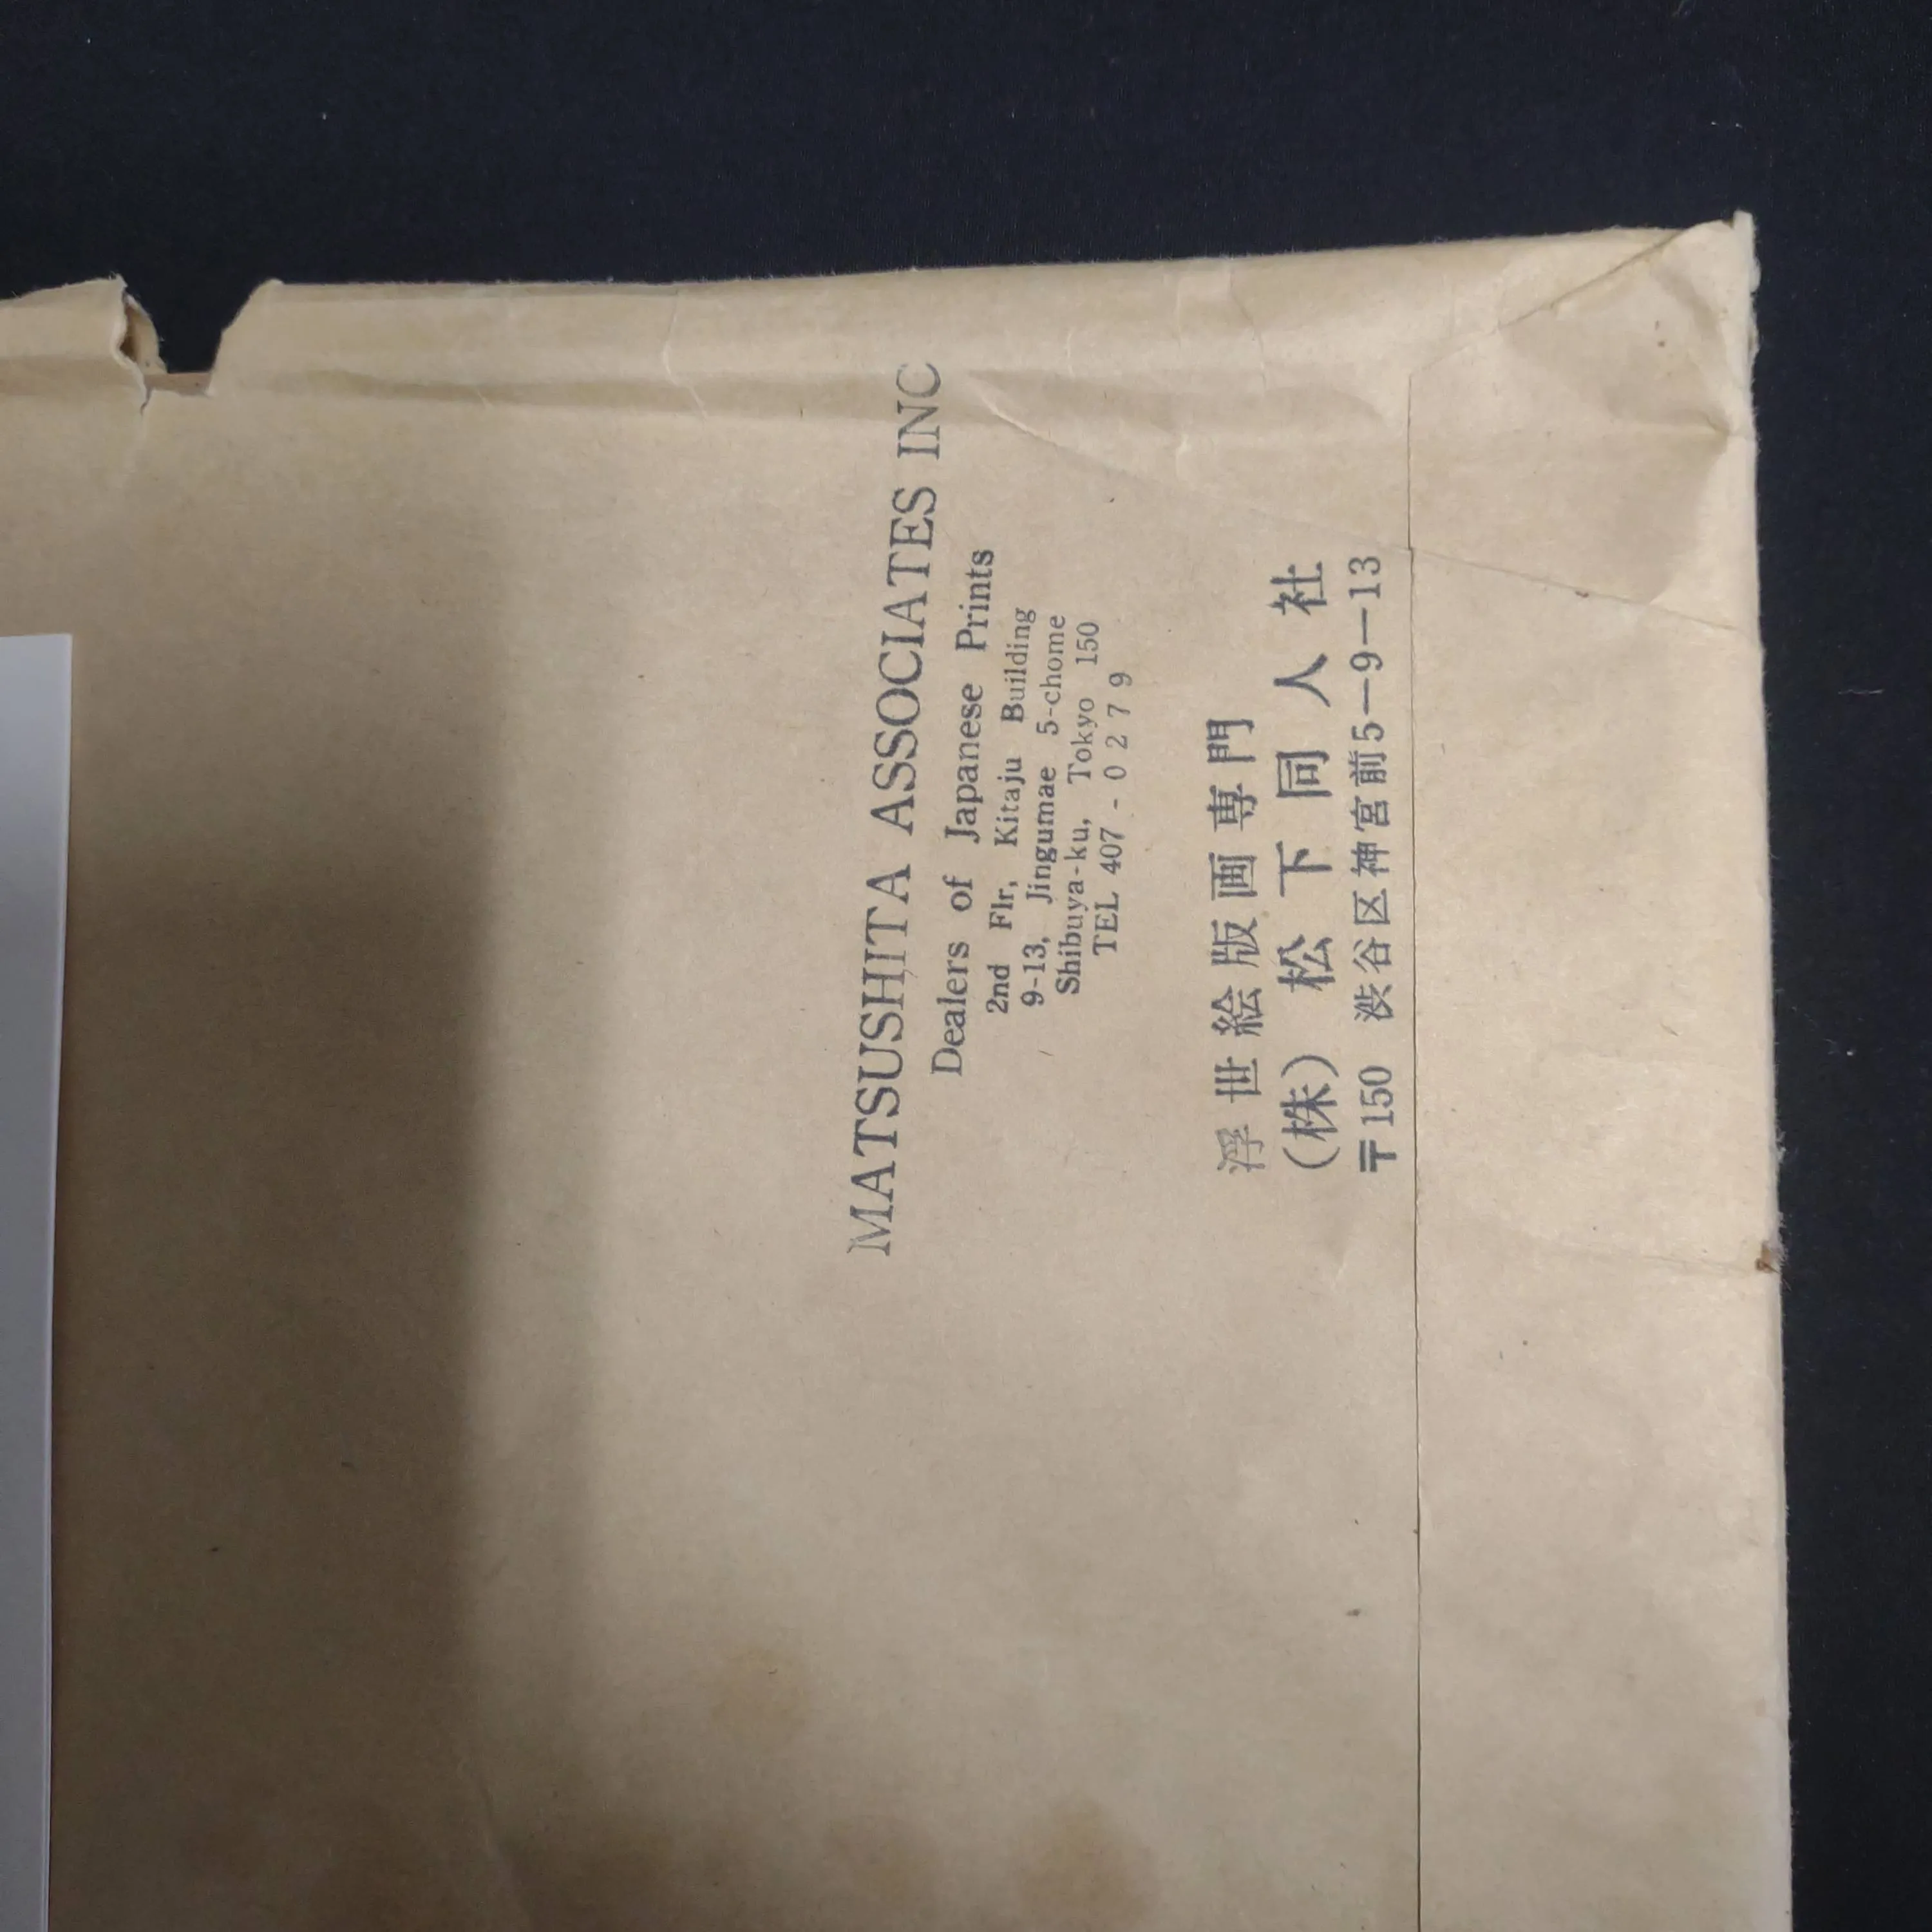 MATSUSHITA ASSOCIATES INC
Dealers of Japanese Prints
2nd Flr, Kitaju Building
9-13, Jingumae 5-chome
Shibuya-ku, Tokyo 150
TEL 407-0279
浮世絵版画専門
(株) 松下同人社
〒150 渋谷区神宮前5-9-13